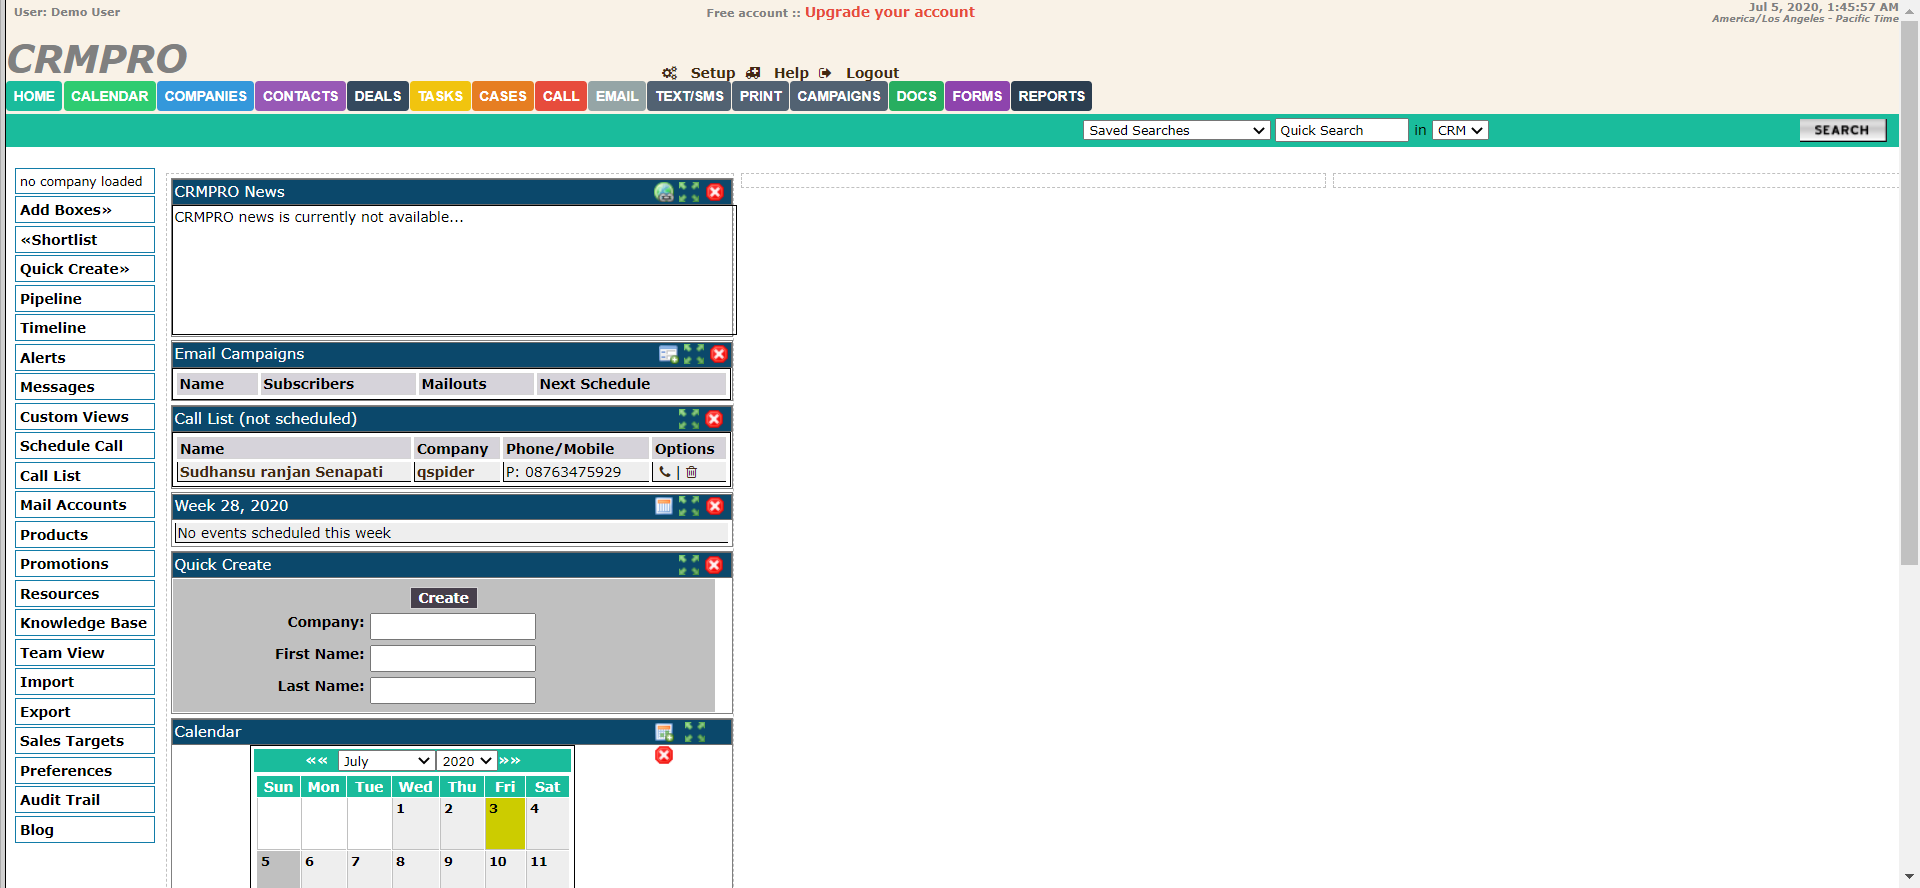 User: Demo User
Free account :: Upgrade your account
Jul 5, 2020, 1:45:57 AM
America/Los Angeles - Pacific Time
CRMPRO
Setup Help Logout
HOME CALENDAR COMPANIES CONTACTS DEALS TASKS CASES CALL EMAIL TEXT/SMS PRINT CAMPAIGNS DOCS FORMS REPORTS
Saved Searches Quick Search in CRM SEARCH
no company loaded
Add Boxes»
«Shortlist
Quick Create»
Pipeline
Timeline
Alerts
Messages
Custom Views
Schedule Call
Call List
Mail Accounts
Products
Promotions
Resources
Knowledge Base
Team View
Import
Export
Sales Targets
Preferences
Audit Trail
Blog
CRMPRO News
CRMPRO news is currently not available...
Email Campaigns
Name Subscribers Mailouts Next Schedule
Call List (not scheduled)
Name Company Phone/Mobile Options
Sudhansu ranjan Senapati qspider P: 08763475929 |
Week 28, 2020
No events scheduled this week
Quick Create
Create
Company:
First Name:
Last Name:
Calendar
«« July 2020 »»
Sun Mon Tue Wed Thu Fri Sat
1 2 3 4
5 6 7 8 9 10 11